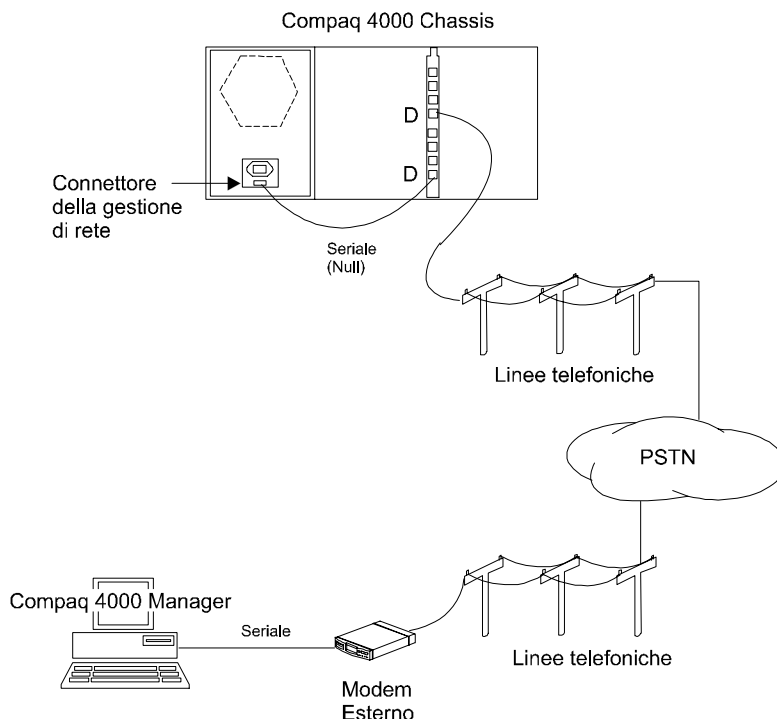 Compaq 4000 Chassis
D
D
Connettore
della gestione
di rete
Seriale
(Null)
Linee telefoniche
PSTN
Compaq 4000 Manager
Seriale
Linee telefoniche
Modem
Esterno